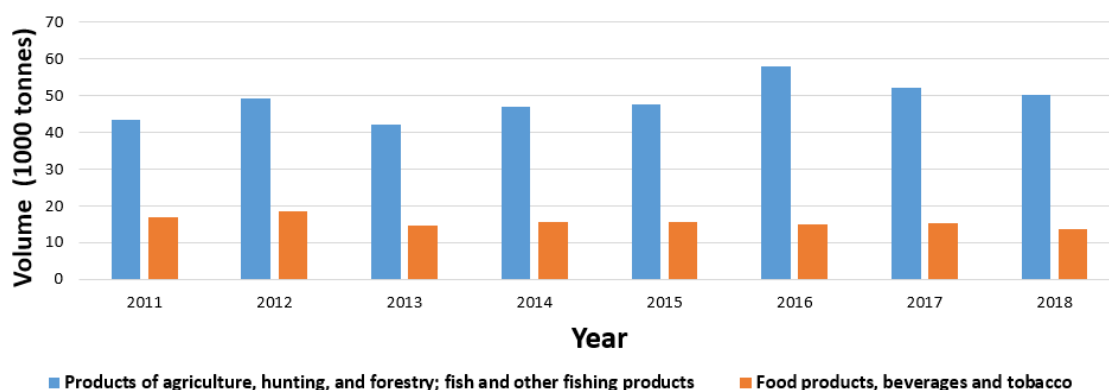 70
60
50
40
30
20
10
0
Volume (1000 tonnes)
2011 2012 2013 2014 2015 2016 2017 2018
Year
Products of agriculture, hunting, and forestry; fish and other fishing products Food products, beverages and tobacco